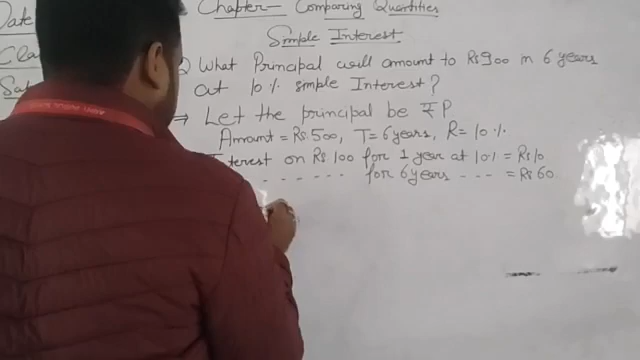 Date
Chapter- Comparing Quantities
Simple Interest
Q What Principal will amount to Rs 900 in 6 years
at 10% simple Interest?
⇒ Let the principal be ₹P
Amount = Rs. 500, T= 6 years, R= 10%
Interest on Rs 100 for 1 year at 10% = Rs 10
- - - - - - for 6 years - - - = Rs 60